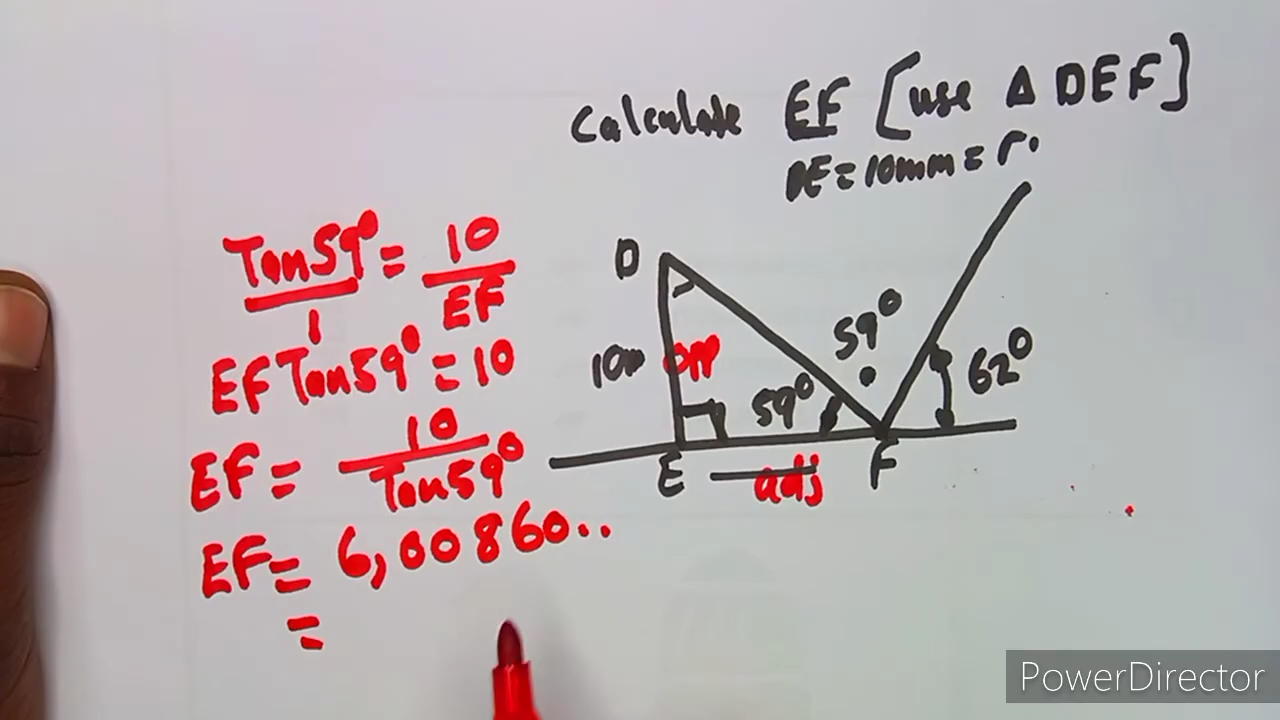 Calculate EF [use Δ DEF]
DE = 10mm = r.
Tan59° = 10
1 EF
EF Tan59° = 10
EF = 10
Tan59°
EF = 6,00860..
=
D
10m opp
59°
59°
62°
E adj F
PowerDirector